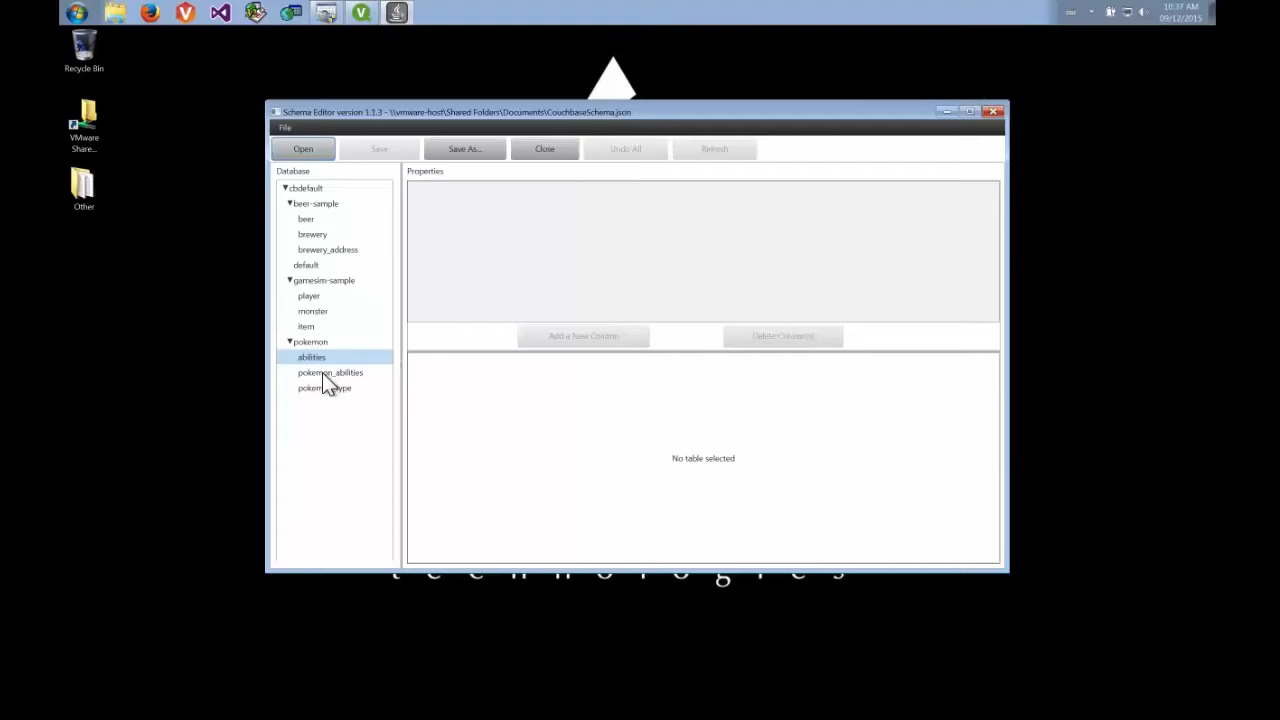 10:37 AM
09/12/2015
Recycle Bin
VMware
Share...
Other
Schema Editor version 1.1.3 - \\vmware-host\Shared Folders\Documents\CouchbaseSchema.json
File
Open
Save
Save As...
Close
Undo All
Refresh
Database
Properties
cbdefault
beer-sample
beer
brewery
brewery_address
default
gamesim-sample
player
monster
item
pokemon
abilities
pokemon_abilities
Add a New Column
Delete Column(s)
No table selected
t e c h n o l o g i e s